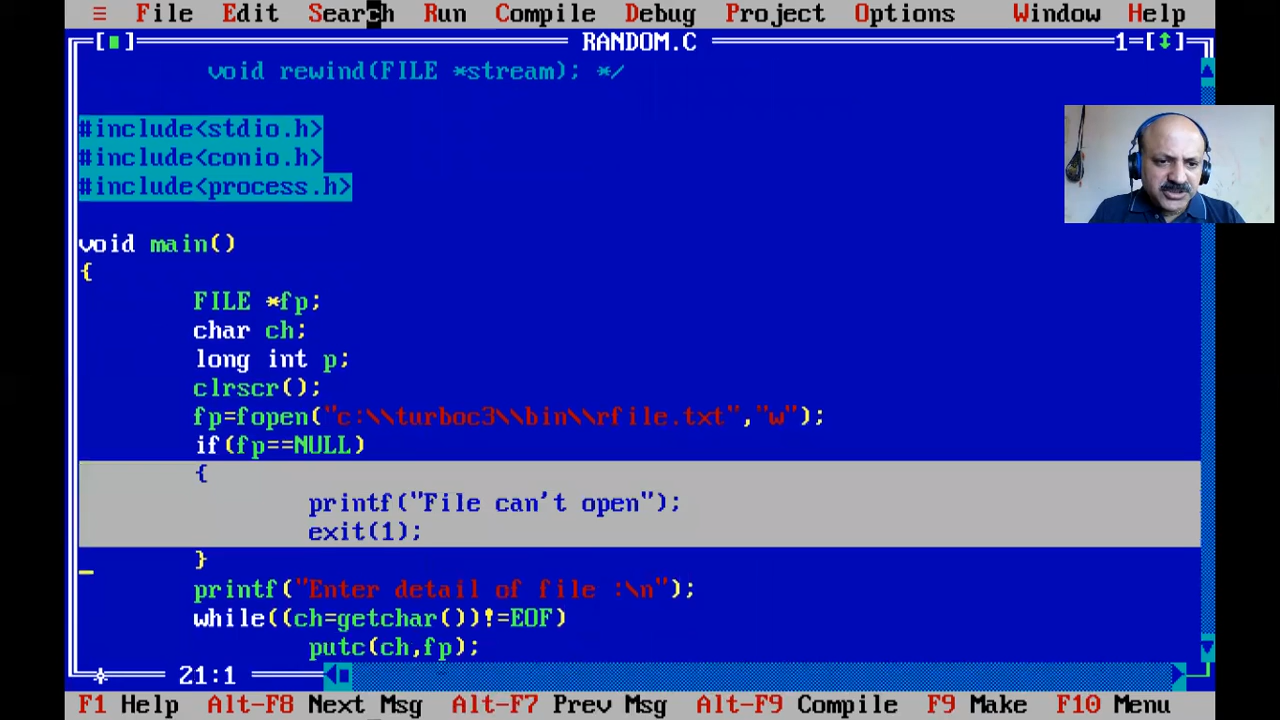 ≡ File Edit Search Run Compile Debug Project Options Window Help
[■] RANDOM.C 1=[↕]
void rewind(FILE *stream); */
#include<stdio.h>
#include<conio.h>
#include<process.h>
void main()
{
FILE *fp;
char ch;
long int p;
clrscr();
fp=fopen("c:\\turboc3\\bin\\rfile.txt","w");
if(fp==NULL)
{
printf("File can't open");
exit(1);
}
printf("Enter detail of file :\n");
while((ch=getchar())!=EOF)
putc(ch,fp);
21:1
F1 Help Alt-F8 Next Msg Alt-F7 Prev Msg Alt-F9 Compile F9 Make F10 Menu